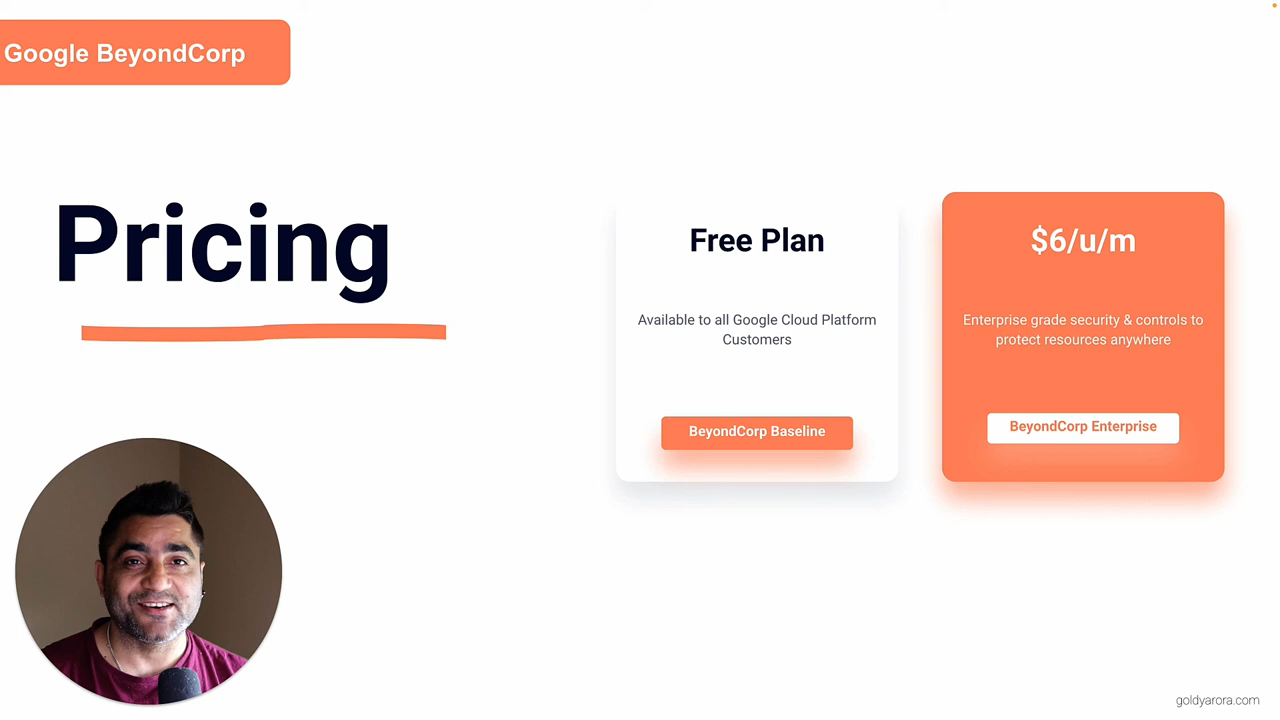 Google BeyondCorp
Pricing
Free Plan
Available to all Google Cloud Platform
Customers
BeyondCorp Baseline
$6/u/m
Enterprise grade security & controls to
protect resources anywhere
BeyondCorp Enterprise
goldyarora.com